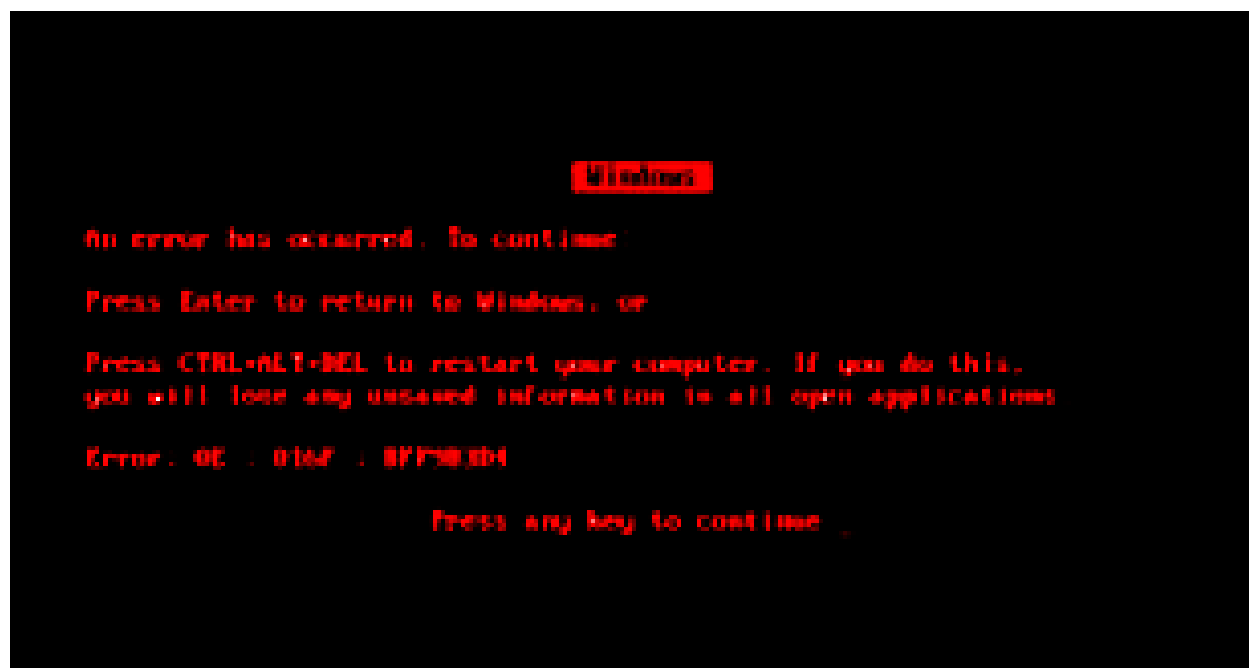 Windows
An error has occurred. To continue
Press Enter to return to Windows, or
Press CTRL+ALT+DEL to restart your computer. If you do this,
you will lose any unsaved information in all open applications
Error. 0E : 016F :
Press any key to continue _